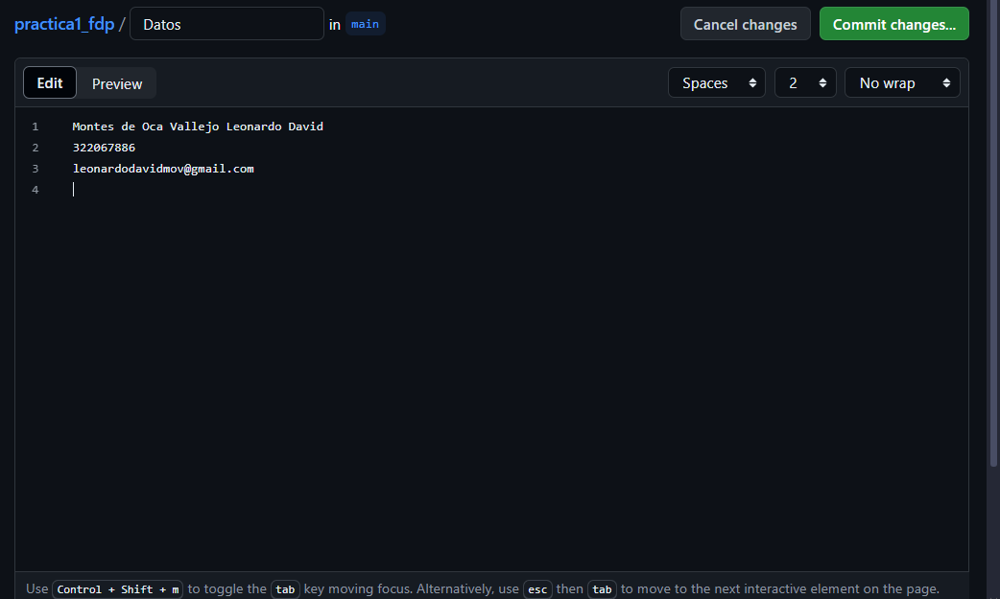 practica1_fdp / Datos in main Cancel changes Commit changes...
Edit Preview Spaces 2 No wrap
1 Montes de Oca Vallejo Leonardo David
2 322067886
3 leonardodavidmov@gmail.com
4
Use Control + Shift + m to toggle the tab key moving focus. Alternatively, use esc then tab to move to the next interactive element on the page.